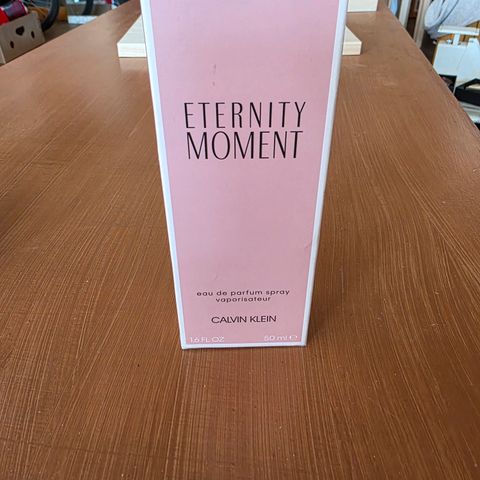 ETERNITY
MOMENT
eau de parfum spray
vaporisateur
CALVIN KLEIN
1.6 FL OZ 50 ml ℮